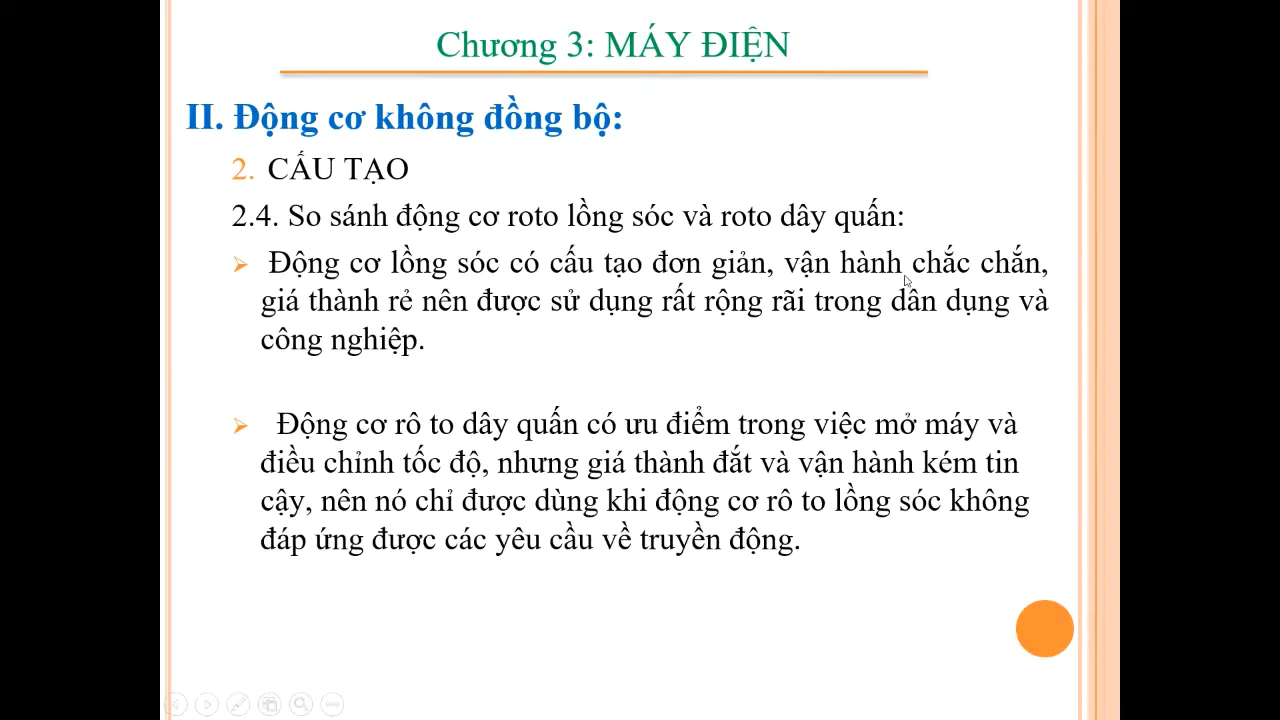 Chương 3: MÁY ĐIỆN
II. Động cơ không đồng bộ:
2. CẤU TẠO
2.4. So sánh động cơ roto lồng sóc và roto dây quấn:
Động cơ lồng sóc có cấu tạo đơn giản, vận hành chắc chắn,
giá thành rẻ nên được sử dụng rất rộng rãi trong dân dụng và
công nghiệp.
Động cơ rô to dây quấn có ưu điểm trong việc mở máy và
điều chỉnh tốc độ, nhưng giá thành đắt và vận hành kém tin
cậy, nên nó chỉ được dùng khi động cơ rô to lồng sóc không
đáp ứng được các yêu cầu về truyền động.